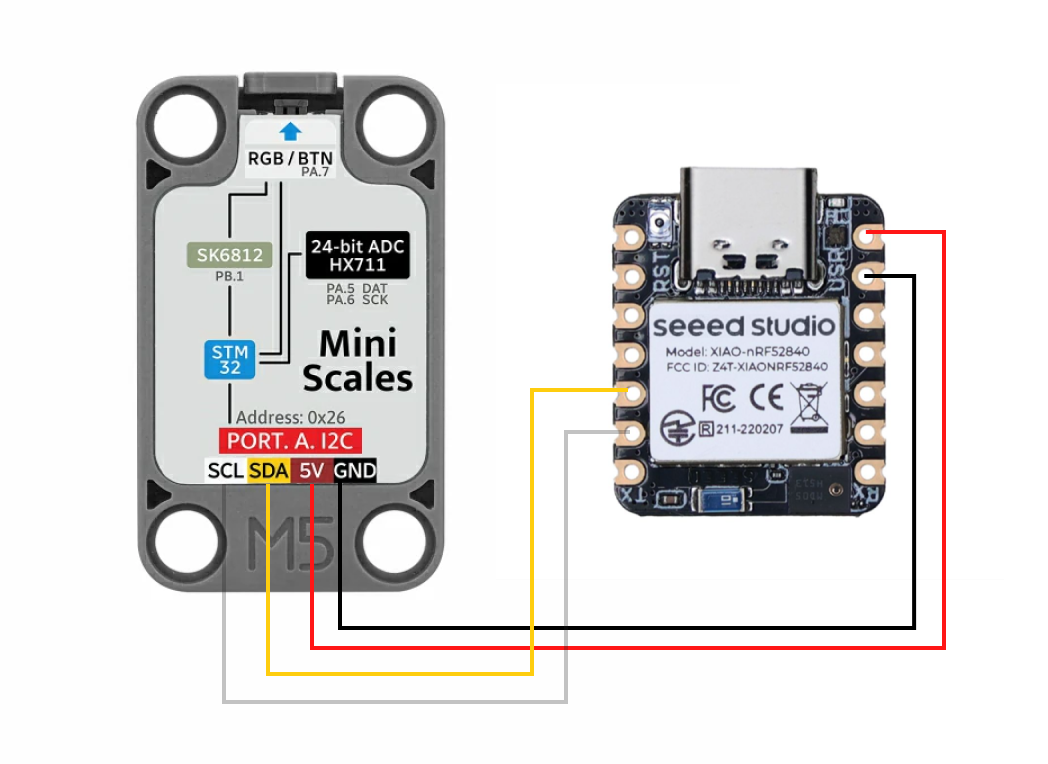 RGB / BTN
PA.7
SK6812
PB.1
24-bit ADC
HX711
PA.5 DAT
PA.6 SCK
STM
32
Mini
Scales
Address: 0x26
PORT. A. I2C
SCL SDA 5V GND
M5
RST
USR
seeed studio
Model: XIAO-nRF52840
FCC ID: Z4T-XIAONRF52840
FC CE
R 211-220207
TX
RX